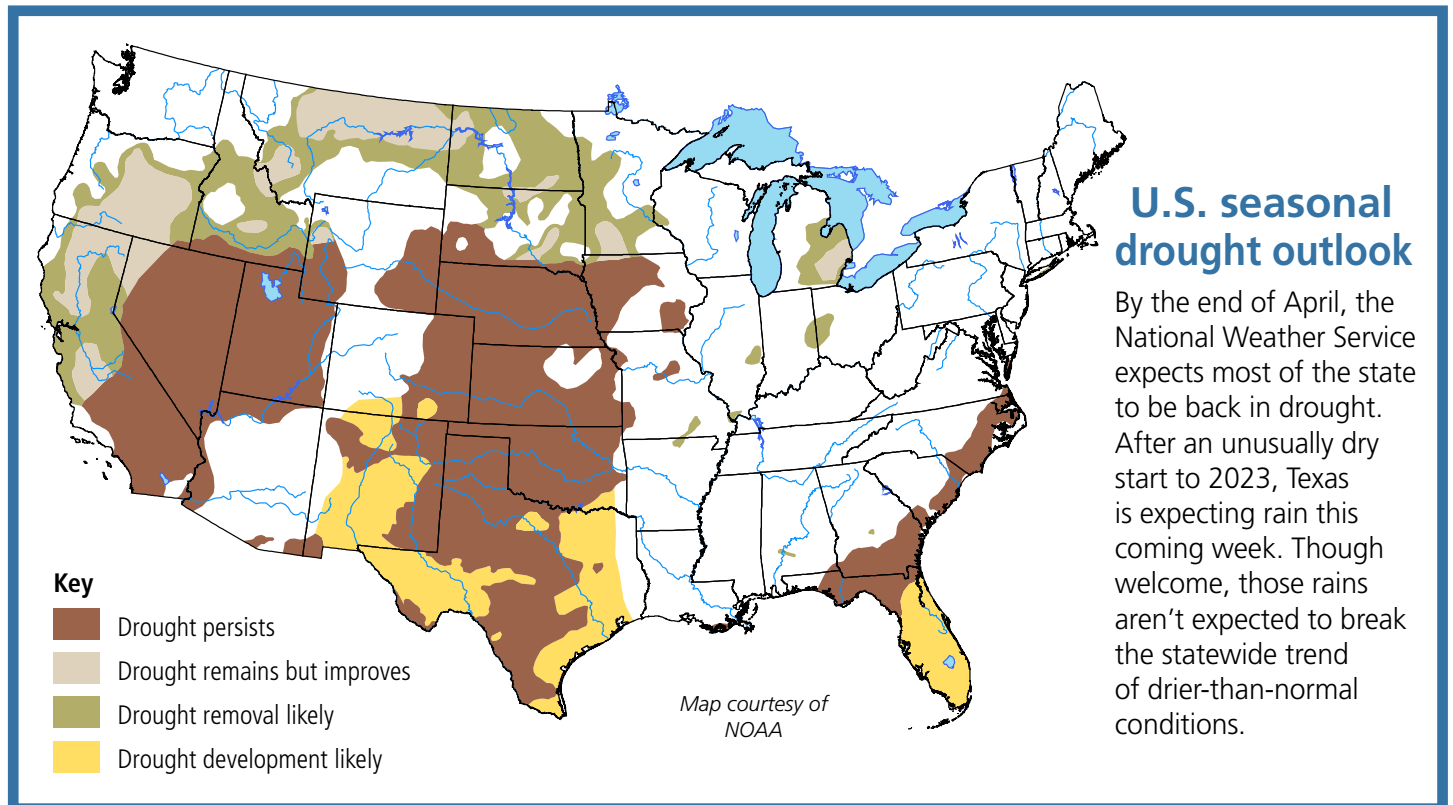 U.S. seasonal
drought outlook
By the end of April, the
National Weather Service
expects most of the state
to be back in drought.
After an unusually dry
start to 2023, Texas
is expecting rain this
coming week. Though
welcome, those rains
aren’t expected to break
the statewide trend
of drier-than-normal
conditions.
Key
Drought persists
Drought remains but improves
Drought removal likely
Drought development likely
Map courtesy of
NOAA